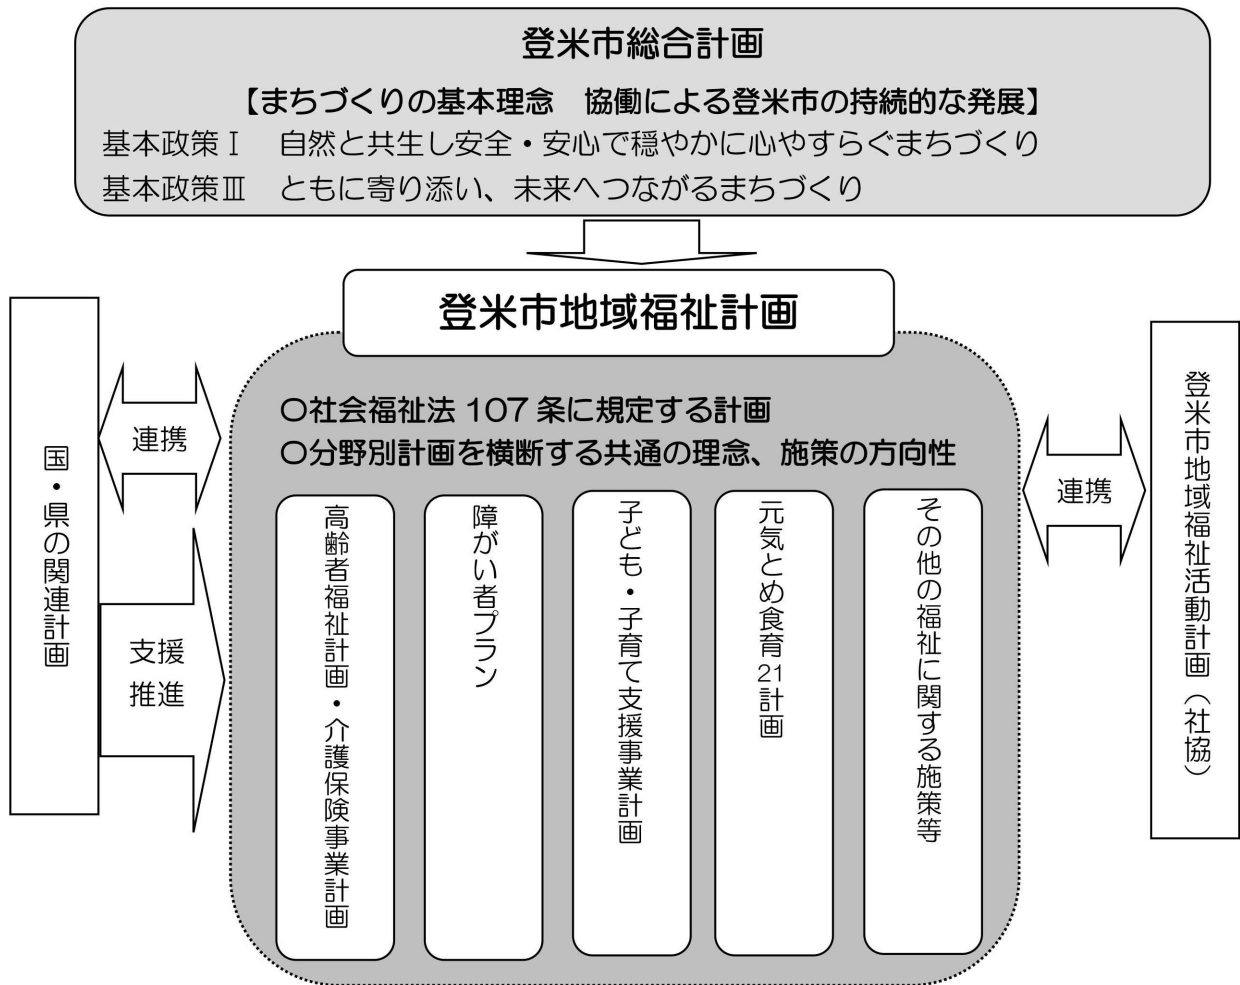 登米市総合計画
【まちづくりの基本理念　協働による登米市の持続的な発展】
基本政策Ⅰ　自然と共生し安全・安心で穏やかに心やすらぐまちづくり
基本政策Ⅲ　ともに寄り添い、未来へつながるまちづくり
登米市地域福祉計画
国・県の関連計画
連携
支援
推進
〇社会福祉法 107 条に規定する計画
〇分野別計画を横断する共通の理念、施策の方向性
高齢者福祉計画・介護保険事業計画
障がい者プラン
子ども・子育て支援事業計画
元気とめ食育21計画
その他の福祉に関する施策等
連携
登米市地域福祉活動計画（社協）